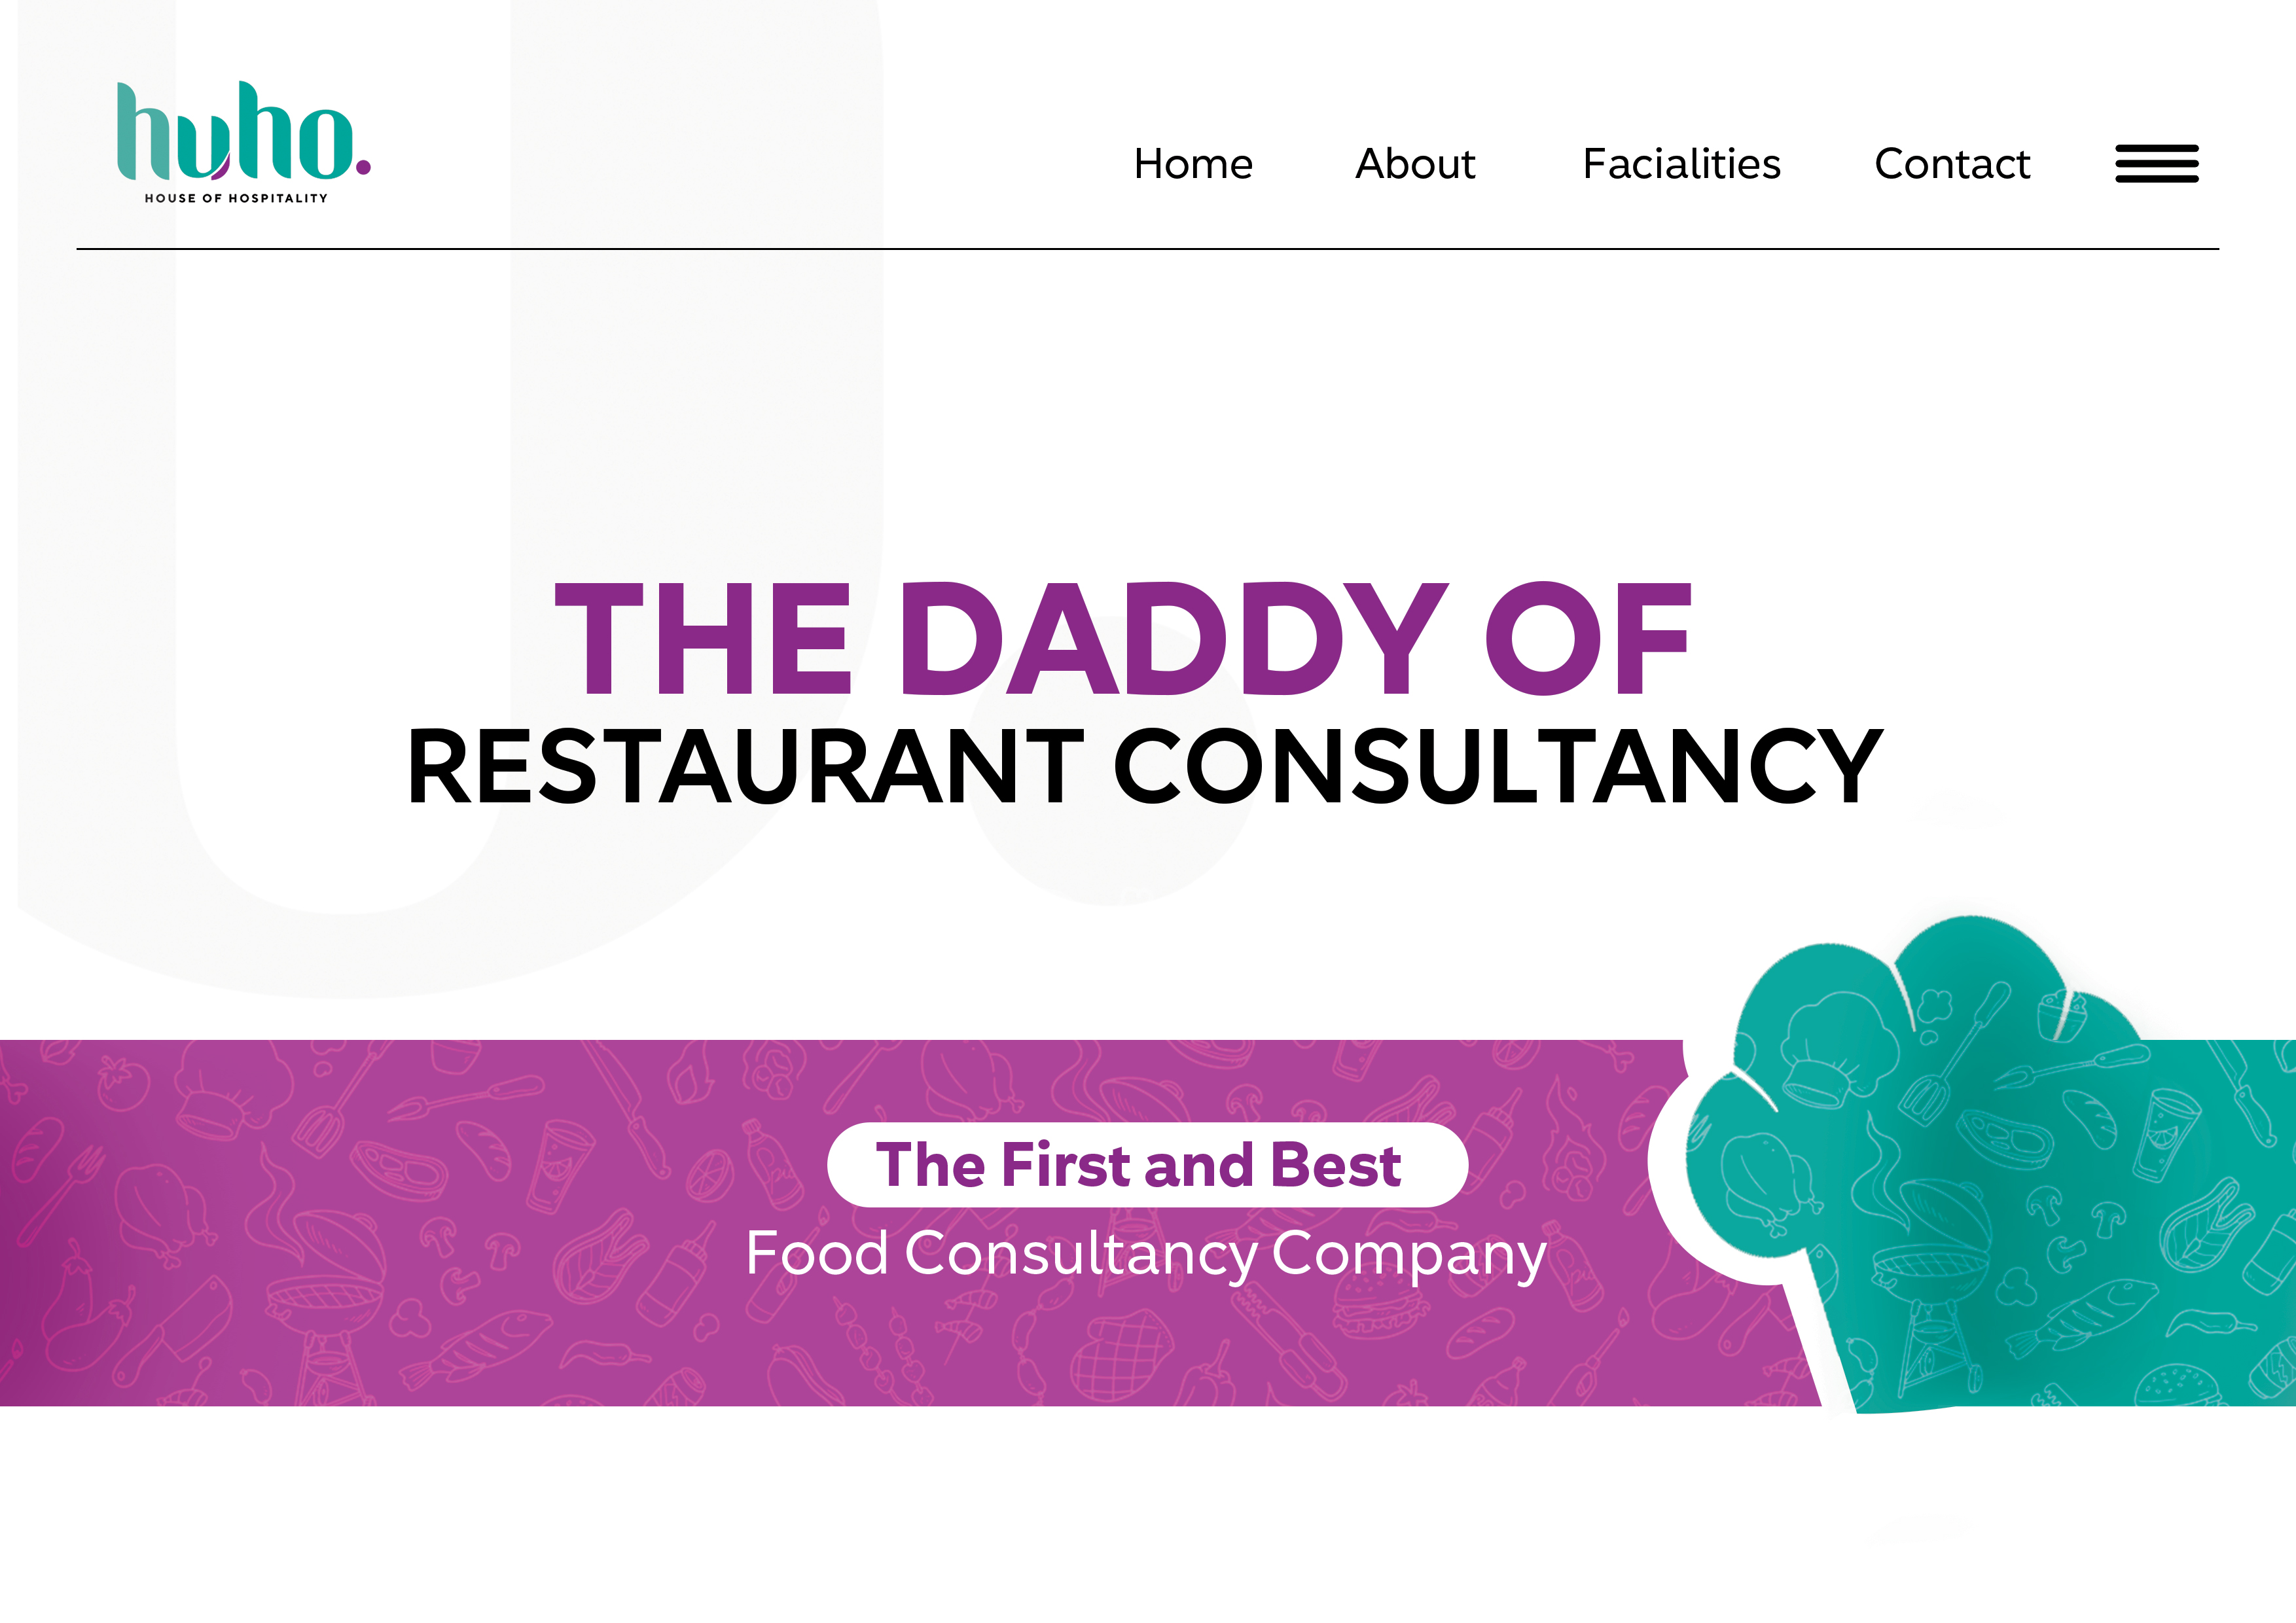 huho.
HOUSE OF HOSPITALITY
Home About Facialities Contact
THE DADDY OF
RESTAURANT CONSULTANCY
The First and Best
Food Consultancy Company